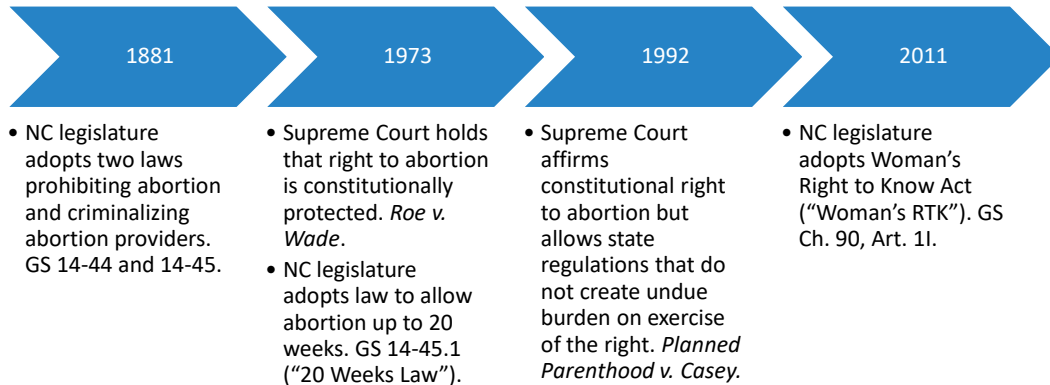 1881
• NC legislature
adopts two laws
prohibiting abortion
and criminalizing
abortion providers.
GS 14-44 and 14-45.
1973
• Supreme Court holds
that right to abortion
is constitutionally
protected. Roe v.
Wade.
• NC legislature
adopts law to allow
abortion up to 20
weeks. GS 14-45.1
(“20 Weeks Law”).
1992
• Supreme Court
affirms
constitutional right
to abortion but
allows state
regulations that do
not create undue
burden on exercise
of the right. Planned
Parenthood v. Casey.
2011
• NC legislature
adopts Woman’s
Right to Know Act
(“Woman’s RTK”). GS
Ch. 90, Art. 1I.